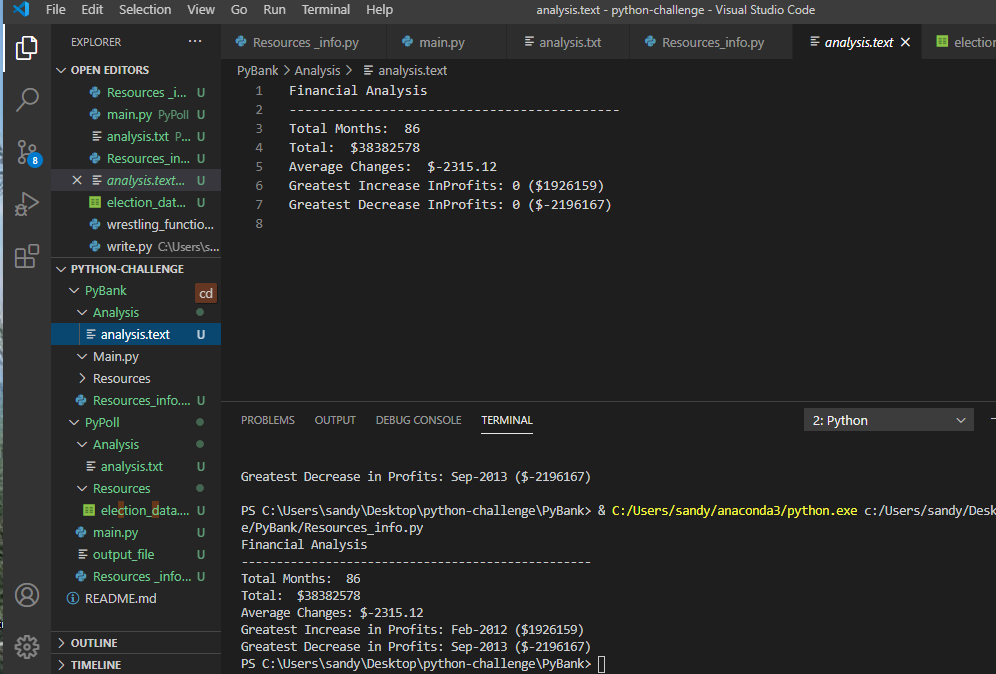 File Edit Selection View Go Run Terminal Help analysis.text - python-challenge - Visual Studio Code
EXPLORER ···
Resources _info.py main.py analysis.txt Resources_info.py analysis.text election
OPEN EDITORS
PyBank > Analysis > analysis.text
Resources _i... U
main.py PyPoll U
analysis.txt P... U
Resources_in... U
analysis.text... U
election_dat... U
wrestling_functio...
write.py C:\Users\s...
8
PYTHON-CHALLENGE
PyBank cd
Analysis
analysis.text U
Main.py
Resources
Resources_info.... U
PyPoll
Analysis
analysis.txt U
Resources
election_data.... U
main.py U
output_file U
Resources _info... U
README.md
OUTLINE
TIMELINE
1 Financial Analysis
2 -------------------------------------------
3 Total Months:  86
4 Total:  $38382578
5 Average Changes:  $-2315.12
6 Greatest Increase InProfits: 0 ($1926159)
7 Greatest Decrease InProfits: 0 ($-2196167)
8
PROBLEMS OUTPUT DEBUG CONSOLE TERMINAL 2: Python
Greatest Decrease in Profits: Sep-2013 ($-2196167)
PS C:\Users\sandy\Desktop\python-challenge\PyBank> & C:/Users/sandy/anaconda3/python.exe c:/Users/sandy/Desk
e/PyBank/Resources_info.py
Financial Analysis
--------------------------------------------------
Total Months:  86
Total:  $38382578
Average Changes: $-2315.12
Greatest Increase in Profits: Feb-2012 ($1926159)
Greatest Decrease in Profits: Sep-2013 ($-2196167)
PS C:\Users\sandy\Desktop\python-challenge\PyBank>